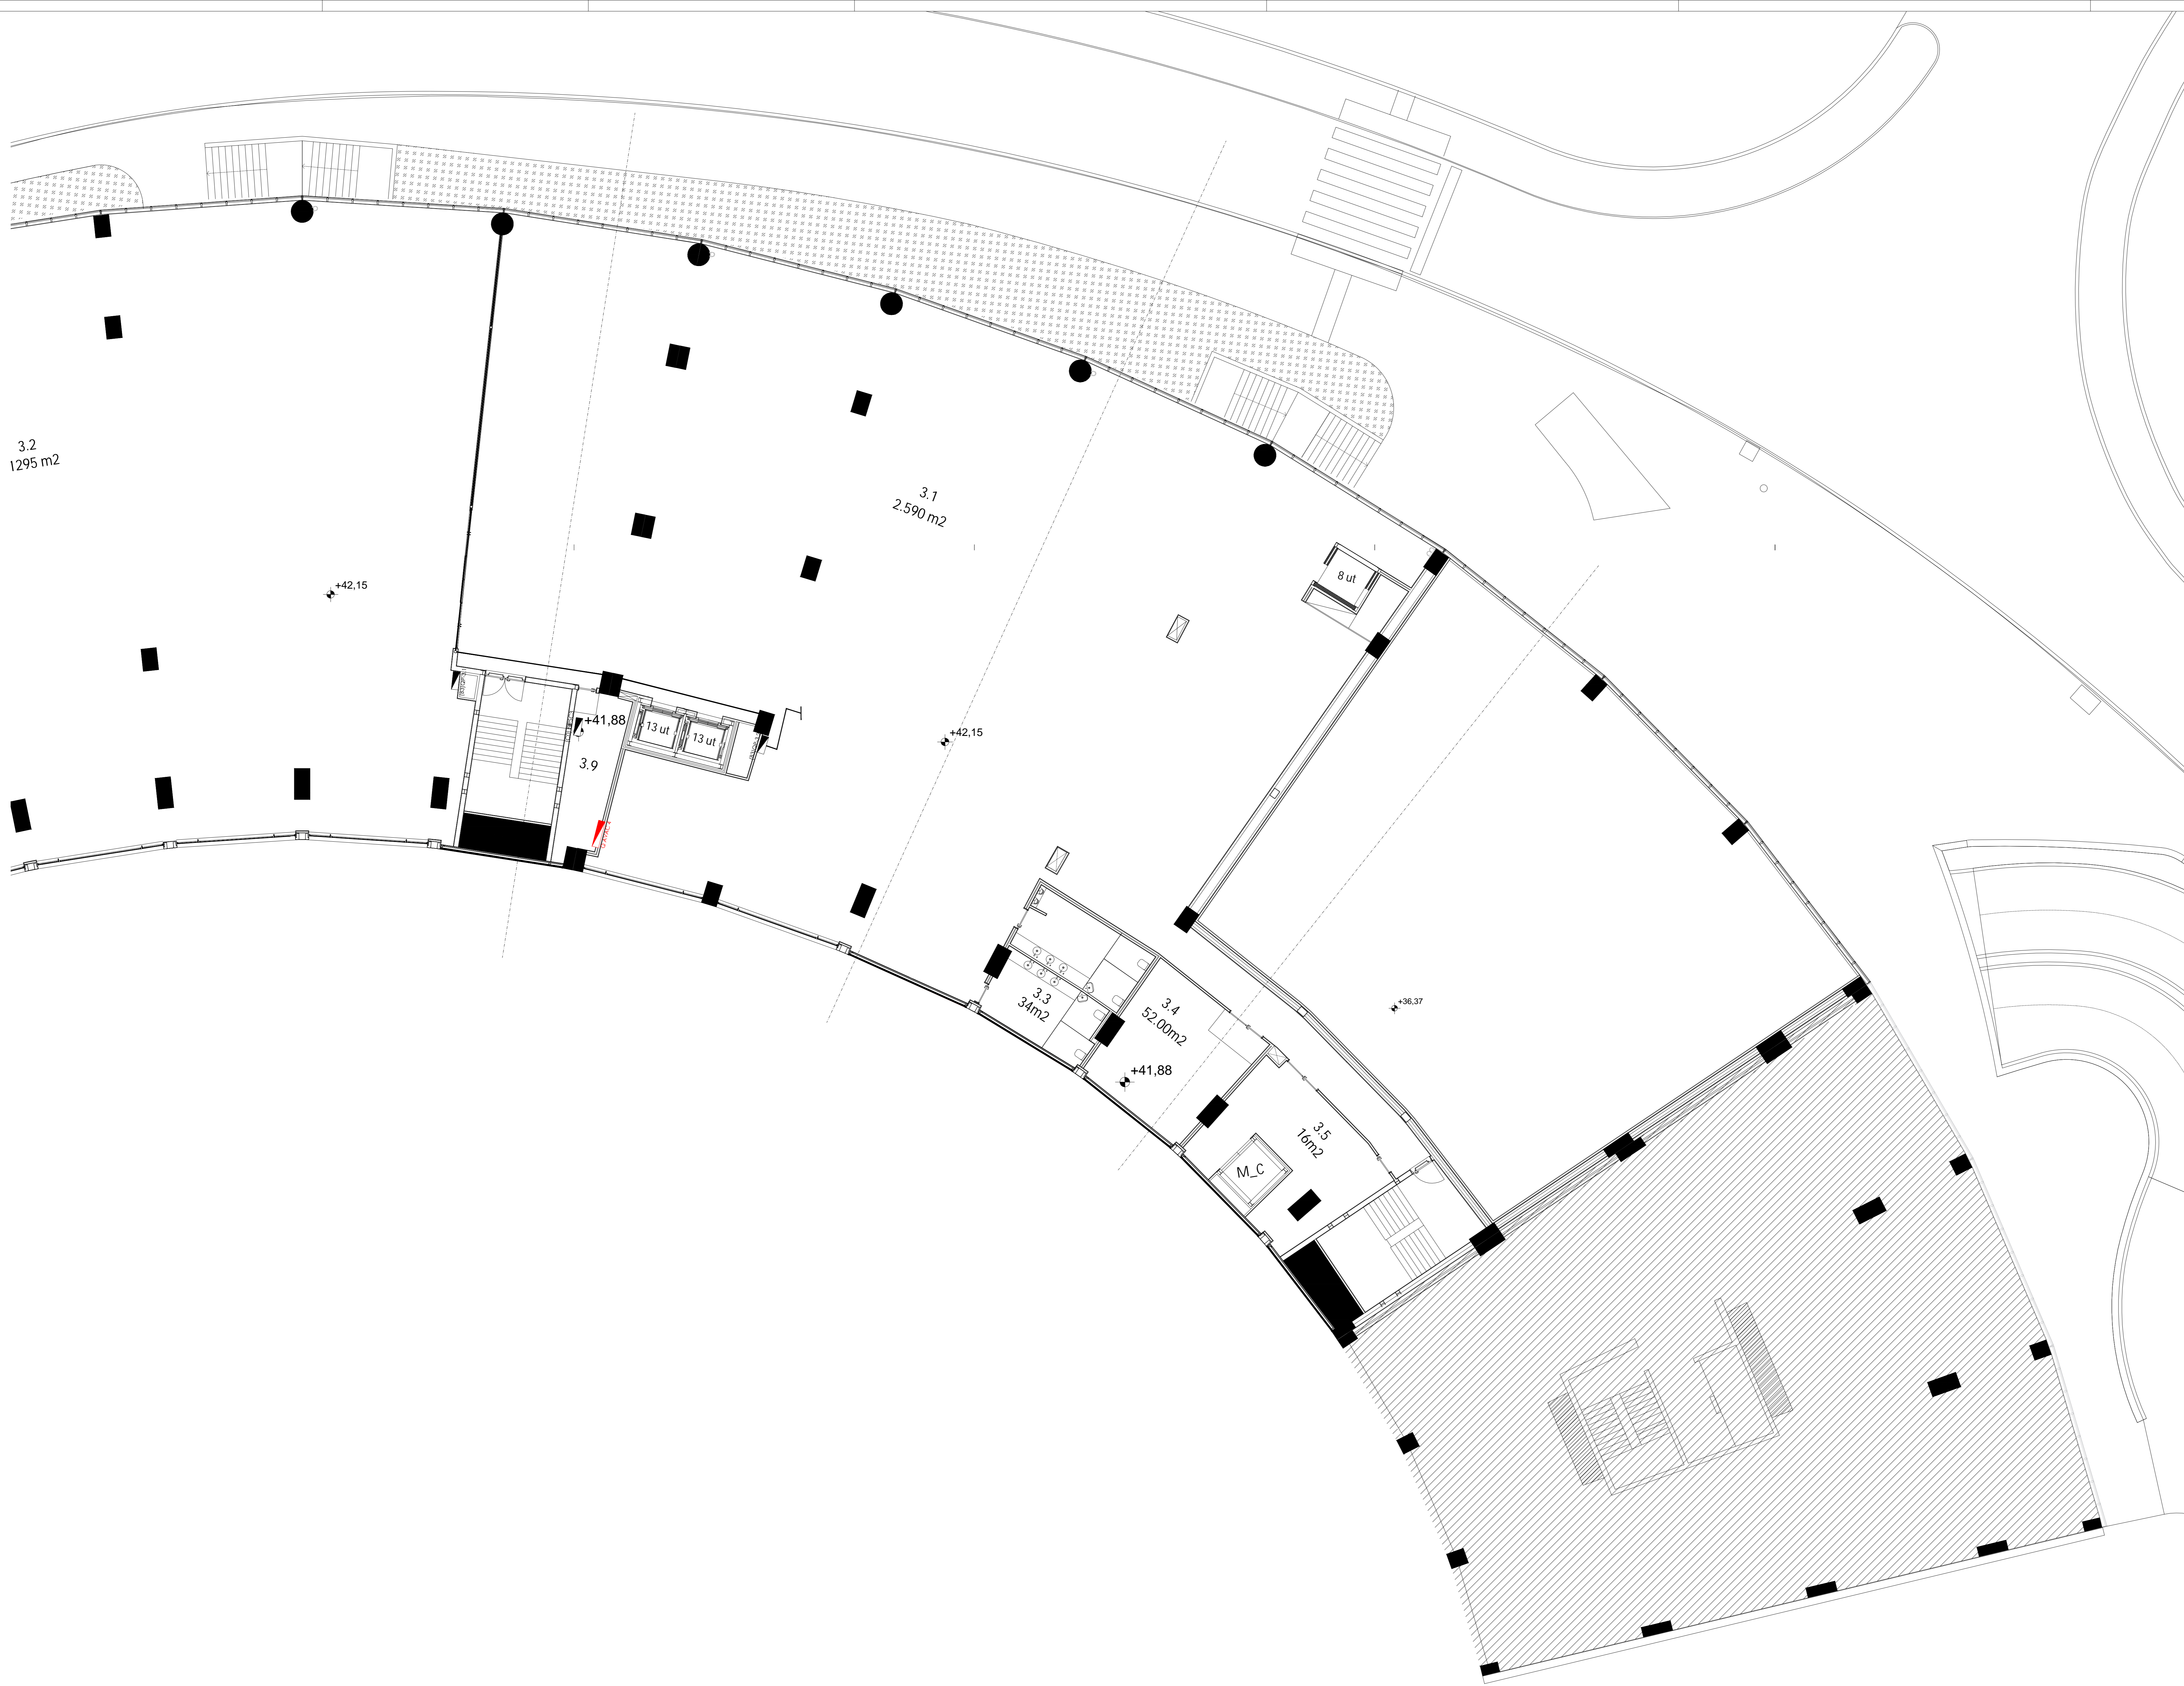 3.2
1295 m2
+42,15
3.1
2.590 m2
8 ut
+41,88
13 ut
13 ut
3.9
+42,15
3.3
34m2
3.4
52.00m2
+41,88
+36,37
3.5
16m2
M_C